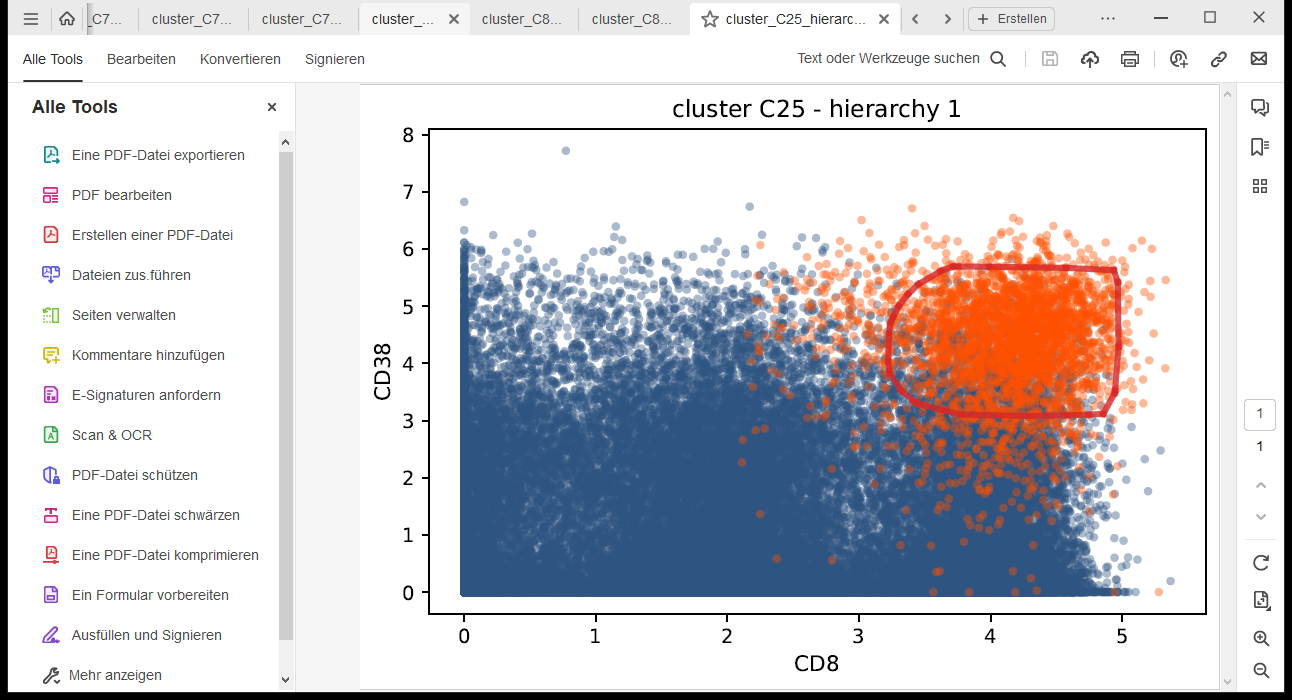 _C7...
cluster_C7...
cluster_C7...
cluster_...
cluster_C8...
cluster_C8...
cluster_C25_hierarc...
Erstellen
Alle Tools
Bearbeiten
Konvertieren
Signieren
Text oder Werkzeuge suchen
Alle Tools
Eine PDF-Datei exportieren
PDF bearbeiten
Erstellen einer PDF-Datei
Dateien zus.führen
Seiten verwalten
Kommentare hinzufügen
E-Signaturen anfordern
Scan & OCR
PDF-Datei schützen
Eine PDF-Datei schwärzen
Eine PDF-Datei komprimieren
Ein Formular vorbereiten
Ausfüllen und Signieren
Mehr anzeigen
cluster C25 - hierarchy 1
8
7
6
5
4
3
2
1
0
CD38
0 1 2 3 4 5
CD8
1
1